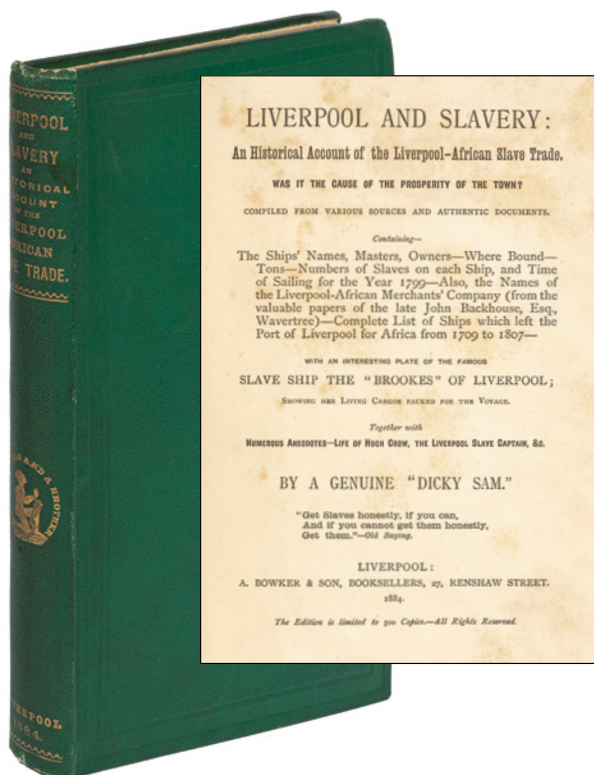 LIVERPOOL
AND
SLAVERY
AN
HISTORICAL
ACCOUNT
OF THE
LIVERPOOL
AFRICAN
SLAVE TRADE.
AND A BROTHER
LIVERPOOL,
1884.
LIVERPOOL AND SLAVERY:
An Historical Account of the Liverpool-African Slave Trade.
WAS IT THE CAUSE OF THE PROSPERITY OF THE TOWN?
COMPILED FROM VARIOUS SOURCES AND AUTHENTIC DOCUMENTS.
Containing—
The Ships' Names, Masters, Owners—Where Bound—
Tons—Numbers of Slaves on each Ship, and Time
of Sailing for the Year 1799—Also, the Names of
the Liverpool-African Merchants' Company (from the
valuable papers of the late John Backhouse, Esq.,
Wavertree)—Complete List of Ships which left the
Port of Liverpool for Africa from 1709 to 1807—
WITH AN INTERESTING PLATE OF THE FAMOUS
SLAVE SHIP THE "BROOKES" OF LIVERPOOL;
SHOWING HER LIVING CARGOE PACKED FOR THE VOYAGE.
Together with
NUMEROUS ANECDOTES—LIFE OF HUGH CROW, THE LIVERPOOL SLAVE CAPTAIN, &C.
BY A GENUINE "DICKY SAM."
"Get Slaves honestly, if you can,
And if you cannot get them honestly,
Get them."—Old Saying.
LIVERPOOL:
A. BOWKER & SON, BOOKSELLERS, 27, RENSHAW STREET.
1884.
The Edition is limited to 500 Copies.—All Rights Reserved.